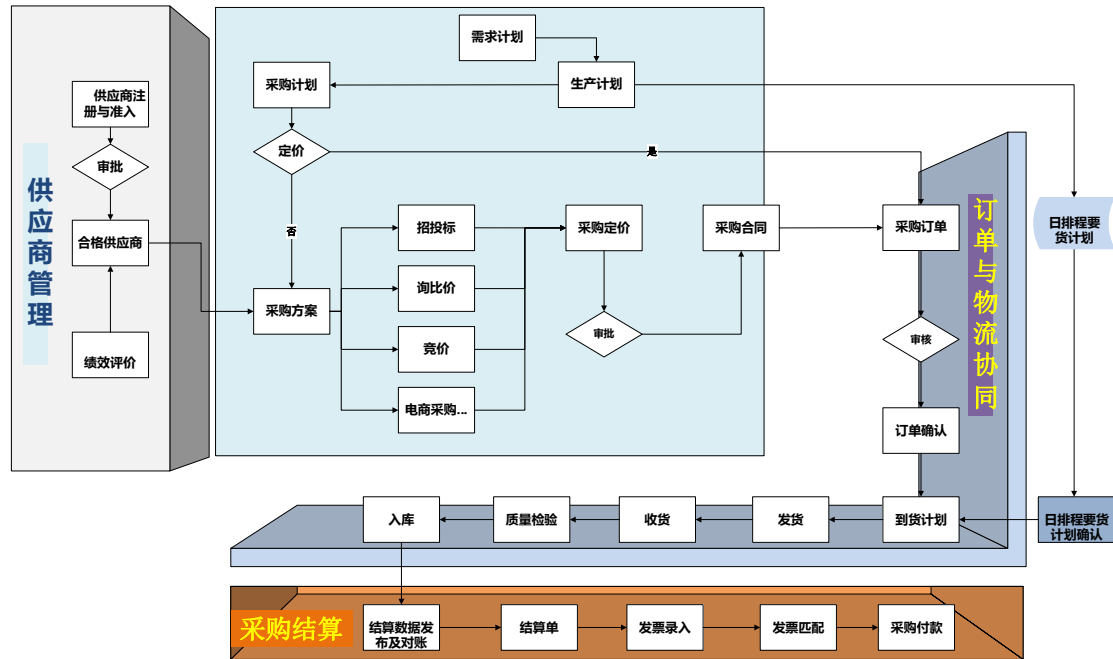 需求计划
采购计划
生产计划
供应商注
册与准入
定价
是
审批
供应商管理
订单与物流协同
日排程要
货计划
合格供应商
否
招投标
采购定价
采购合同
采购订单
询比价
采购方案
审批
审核
竞价
绩效评价
电商采购...
订单确认
入库
质量检验
收货
发货
到货计划
日排程要货
计划确认
采购结算
结算数据发
布及对账
结算单
发票录入
发票匹配
采购付款